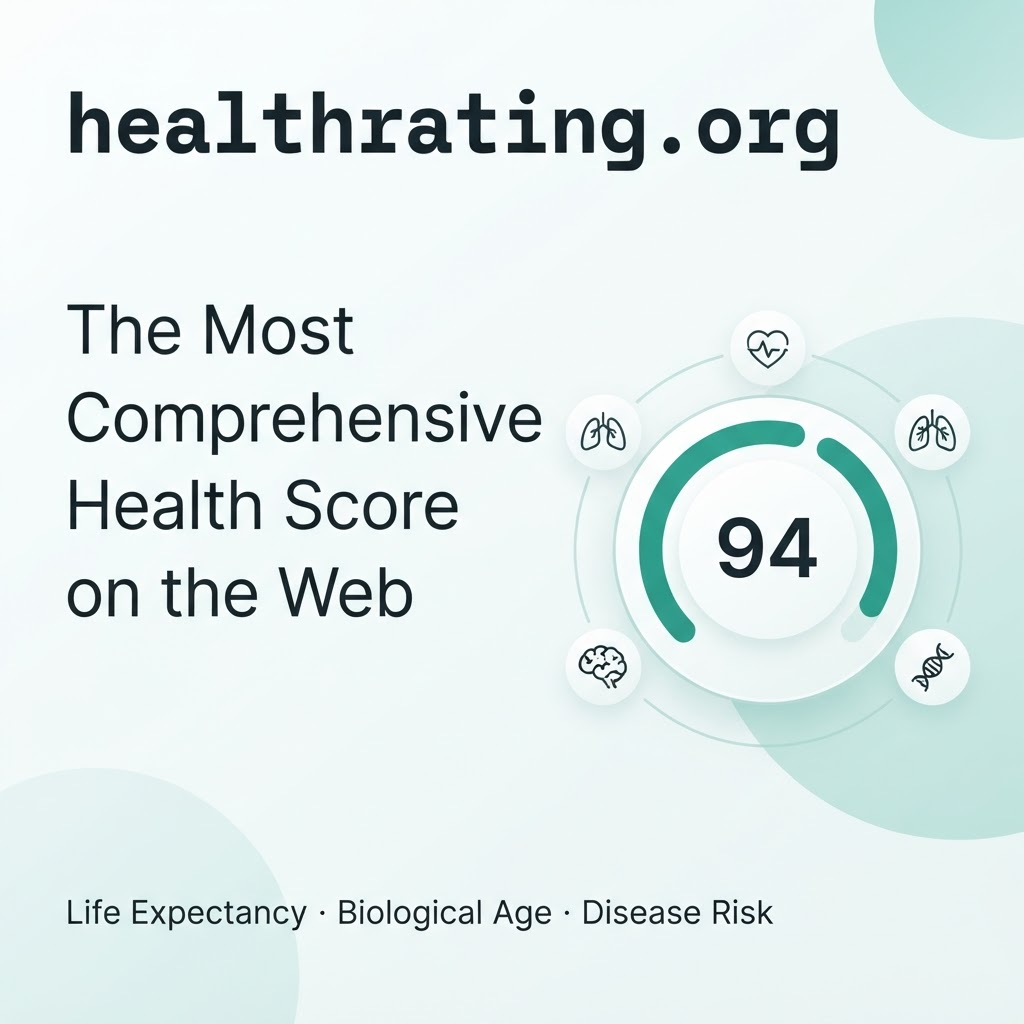 healthrating.org
The Most
Comprehensive
Health Score
on the Web
94
Life Expectancy · Biological Age · Disease Risk